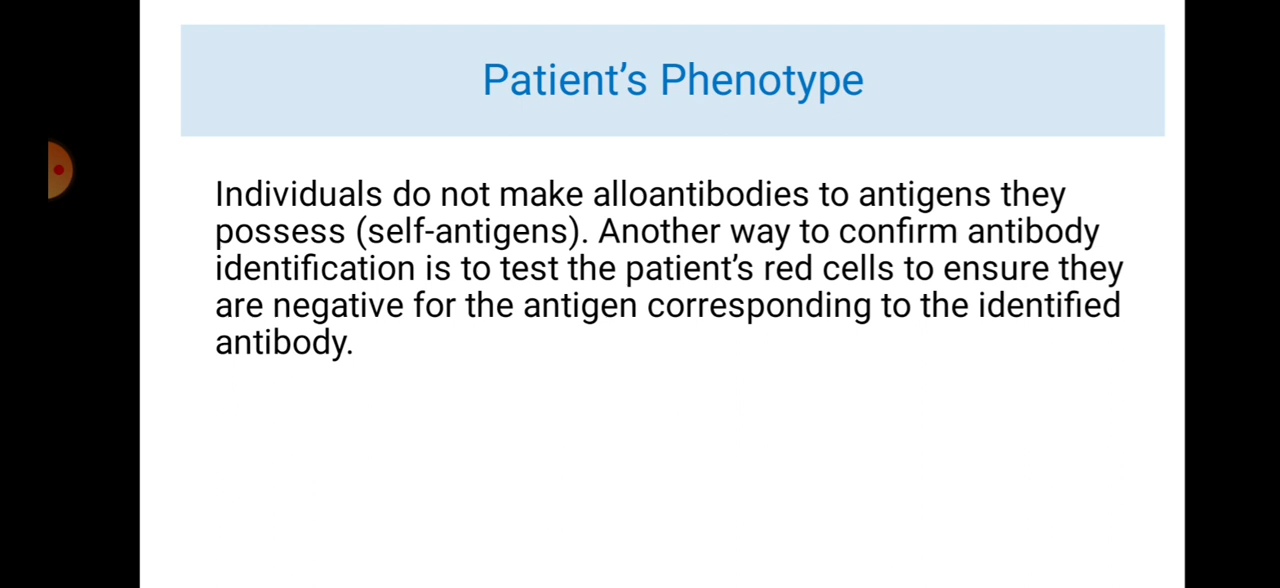 Patient’s Phenotype
Individuals do not make alloantibodies to antigens they
possess (self-antigens). Another way to confirm antibody
identification is to test the patient’s red cells to ensure they
are negative for the antigen corresponding to the identified
antibody.